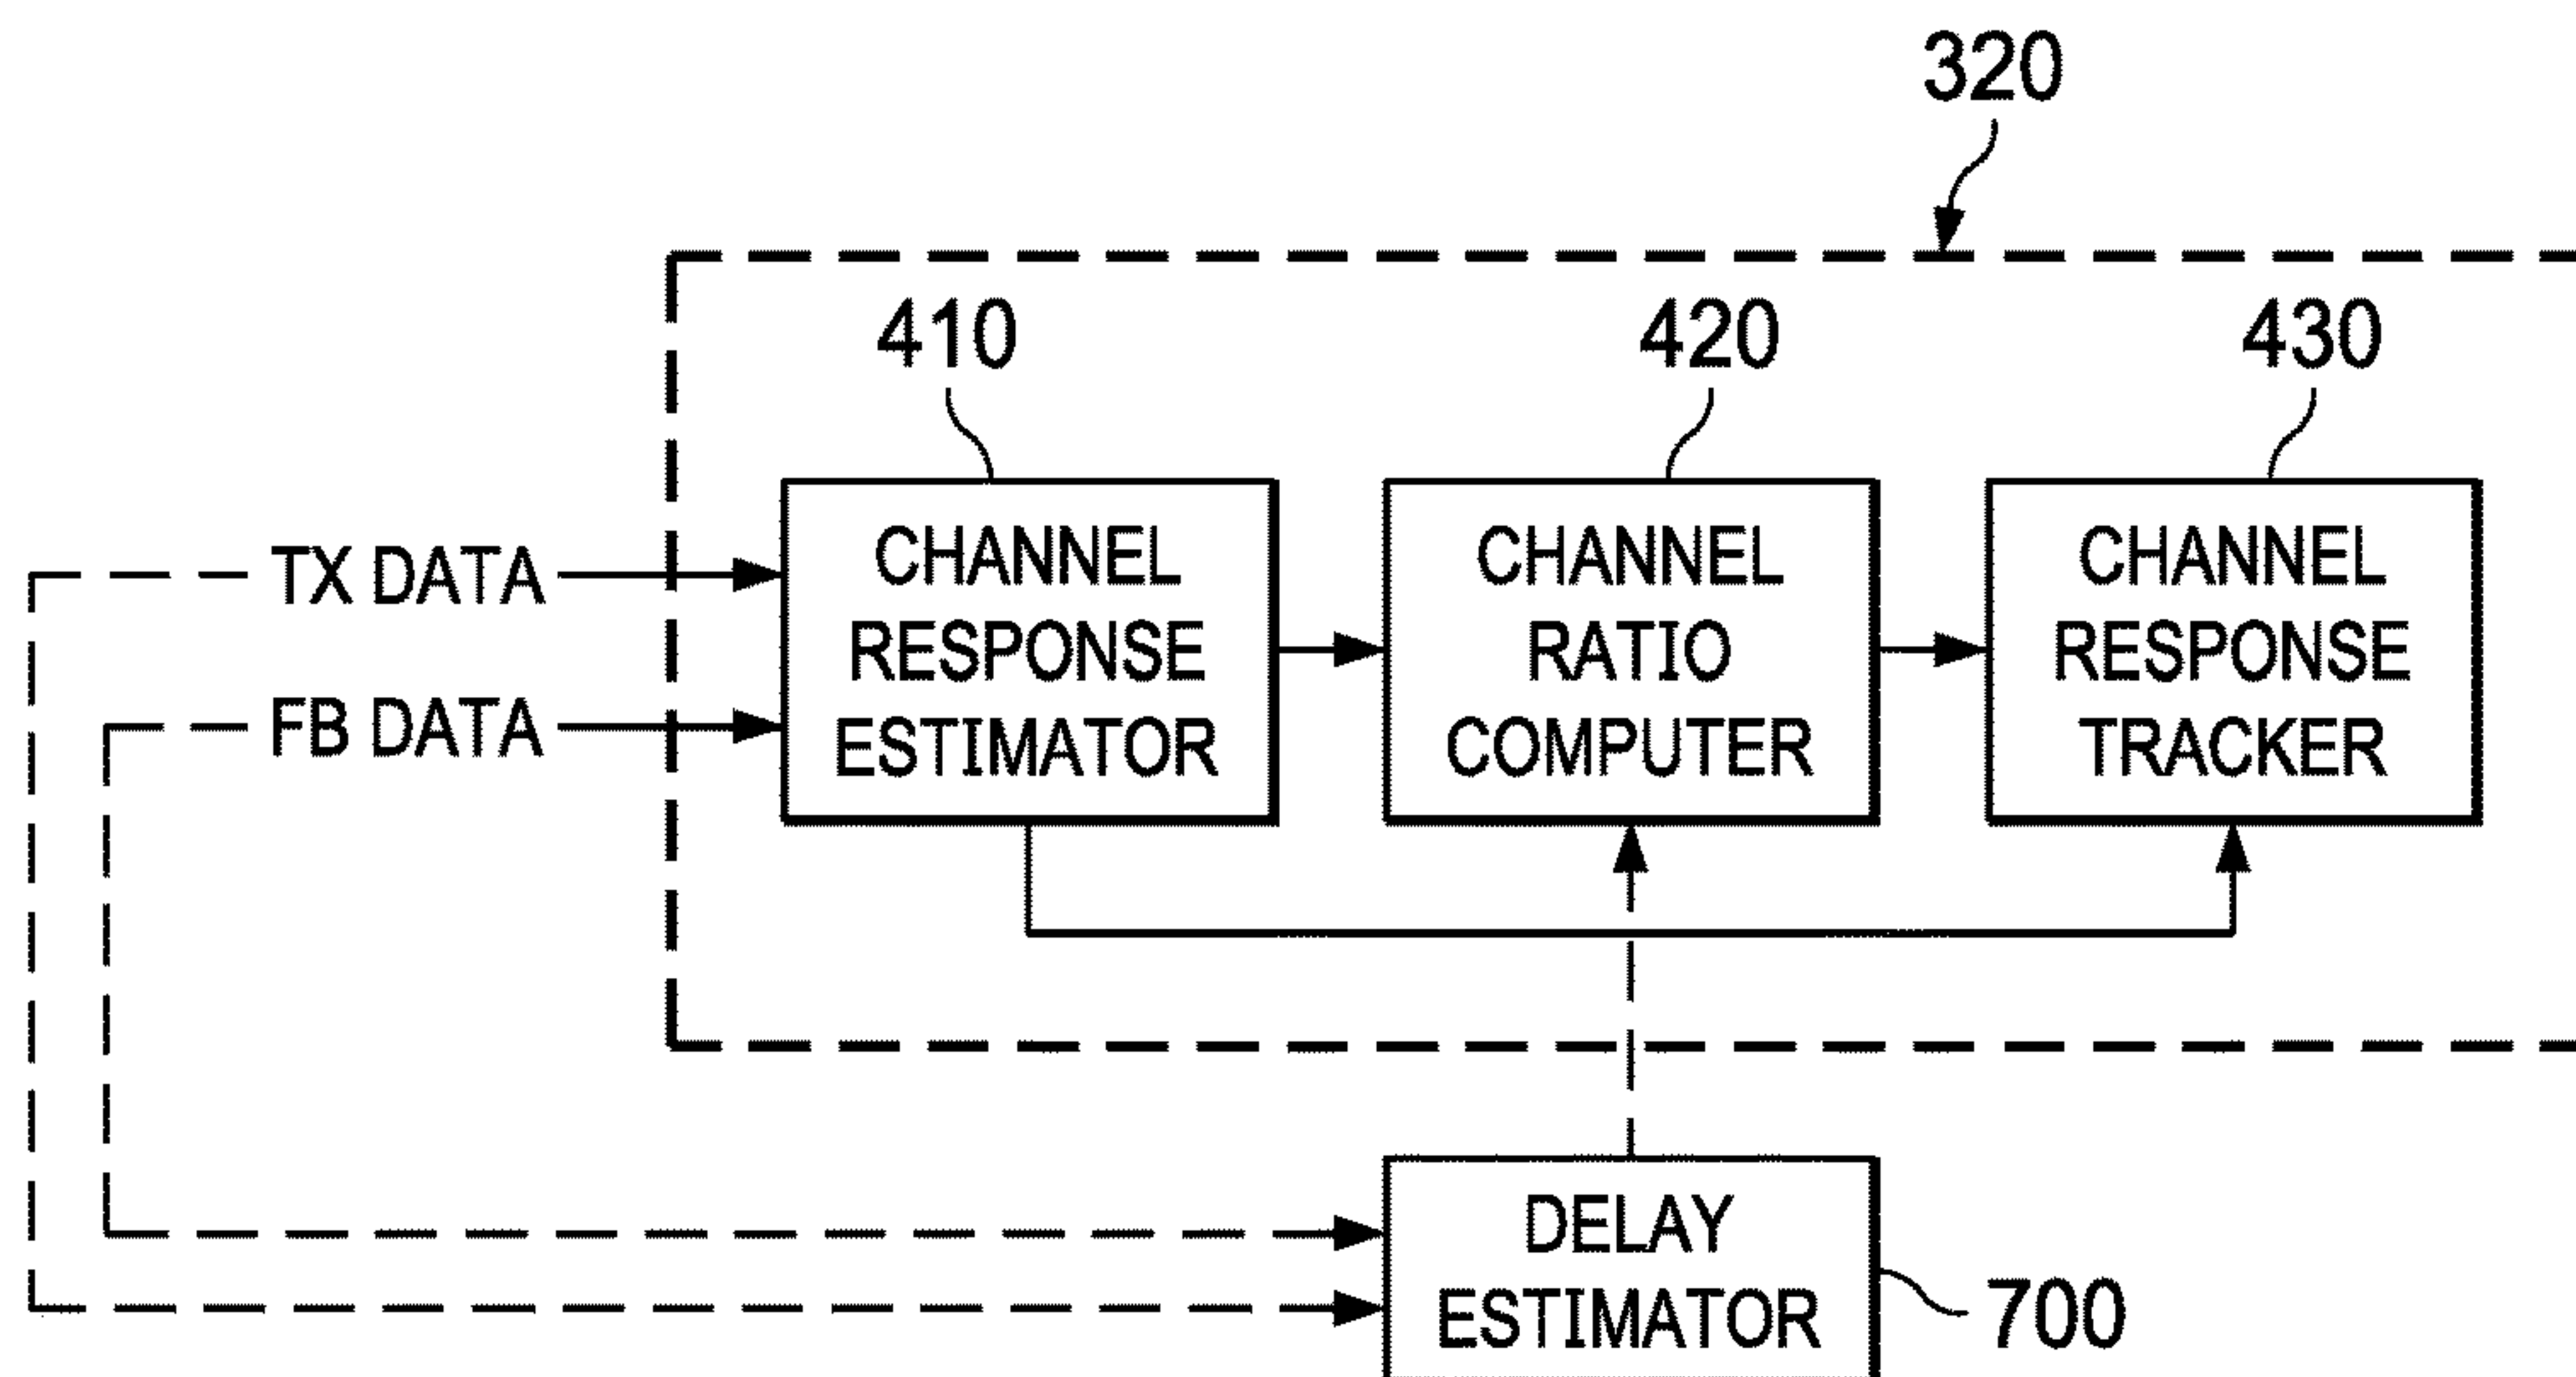 320
410
420
430
TX DATA
FB DATA
CHANNEL
RESPONSE
ESTIMATOR
CHANNEL
RATIO
COMPUTER
CHANNEL
RESPONSE
TRACKER
DELAY
ESTIMATOR
700